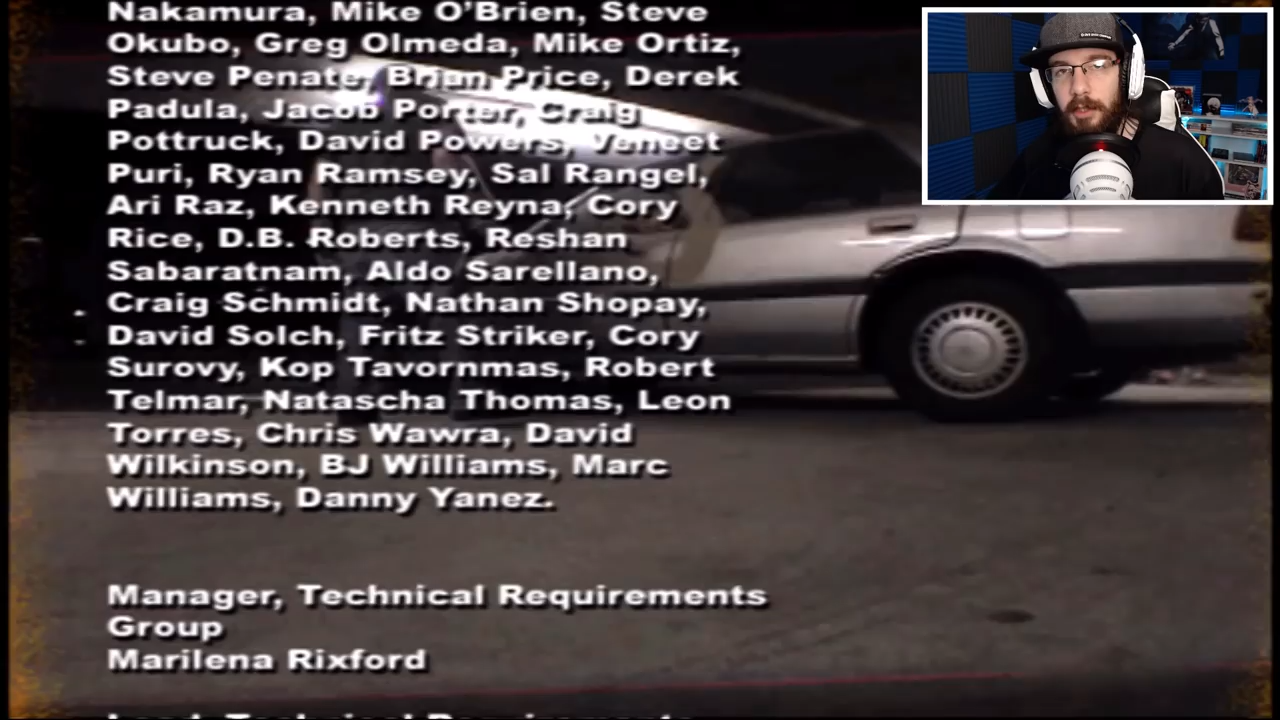 Nakamura, Mike O'Brien, Steve
Okubo, Greg Olmeda, Mike Ortiz,
Steve Penate, Brian Price, Derek
Padula, Jacob Porter, Craig
Pottruck, David Powers, Veneet
Puri, Ryan Ramsey, Sal Rangel,
Ari Raz, Kenneth Reyna, Cory
Rice, D.B. Roberts, Reshan
Sabaratnam, Aldo Sarellano,
Craig Schmidt, Nathan Shopay,
David Solch, Fritz Striker, Cory
Surovy, Kop Tavornmas, Robert
Telmar, Natascha Thomas, Leon
Torres, Chris Wawra, David
Wilkinson, BJ Williams, Marc
Williams, Danny Yanez.
Manager, Technical Requirements
Group
Marilena Rixford
Lead, Technical Requirements